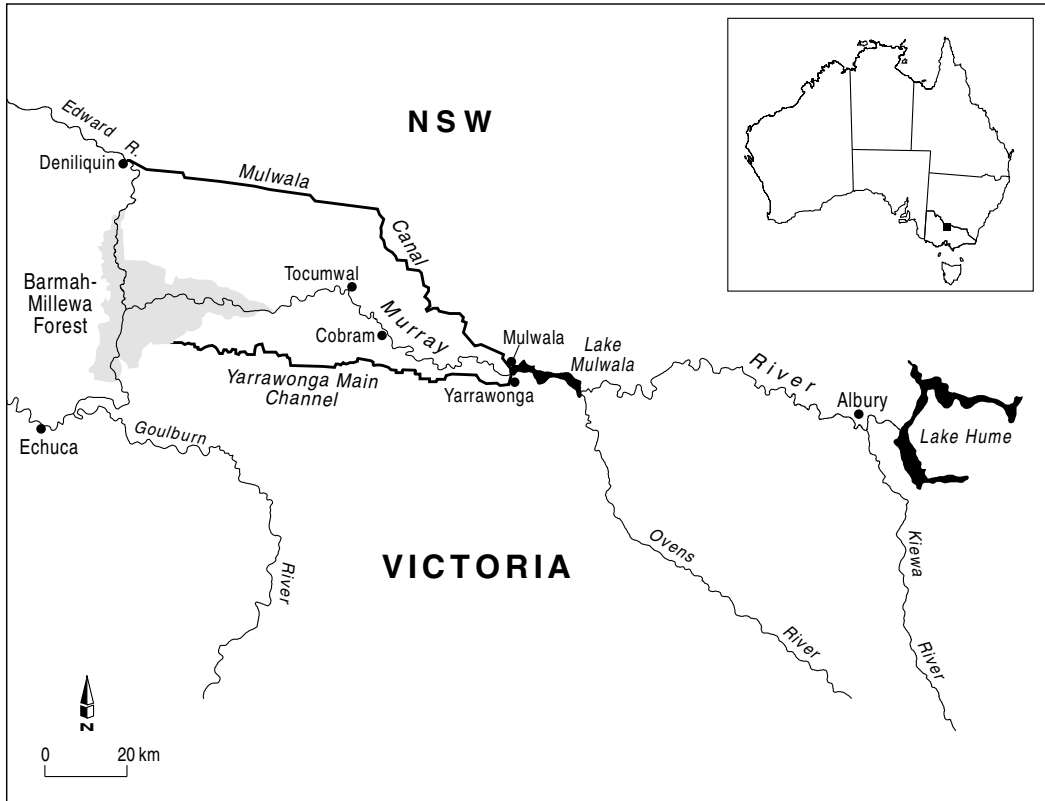 NSW
Edward R.
Deniliquin
Mulwala
Canal
Barmah-
Millewa
Forest
Tocumwal
Cobram
Murray
Mulwala
Lake
Mulwala
River
Yarrawonga Main
Channel
Yarrawonga
Albury
Lake Hume
Echuca
Goulburn
River
VICTORIA
Ovens
River
Kiewa
River
N
0 20 km